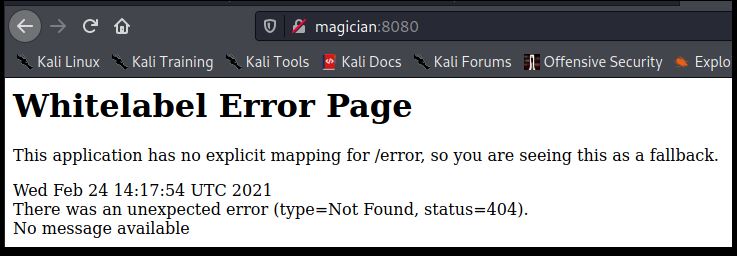 magician:8080
Kali Linux Kali Training Kali Tools Kali Docs Kali Forums Offensive Security Explo
Whitelabel Error Page
This application has no explicit mapping for /error, so you are seeing this as a fallback.
Wed Feb 24 14:17:54 UTC 2021
There was an unexpected error (type=Not Found, status=404).
No message available